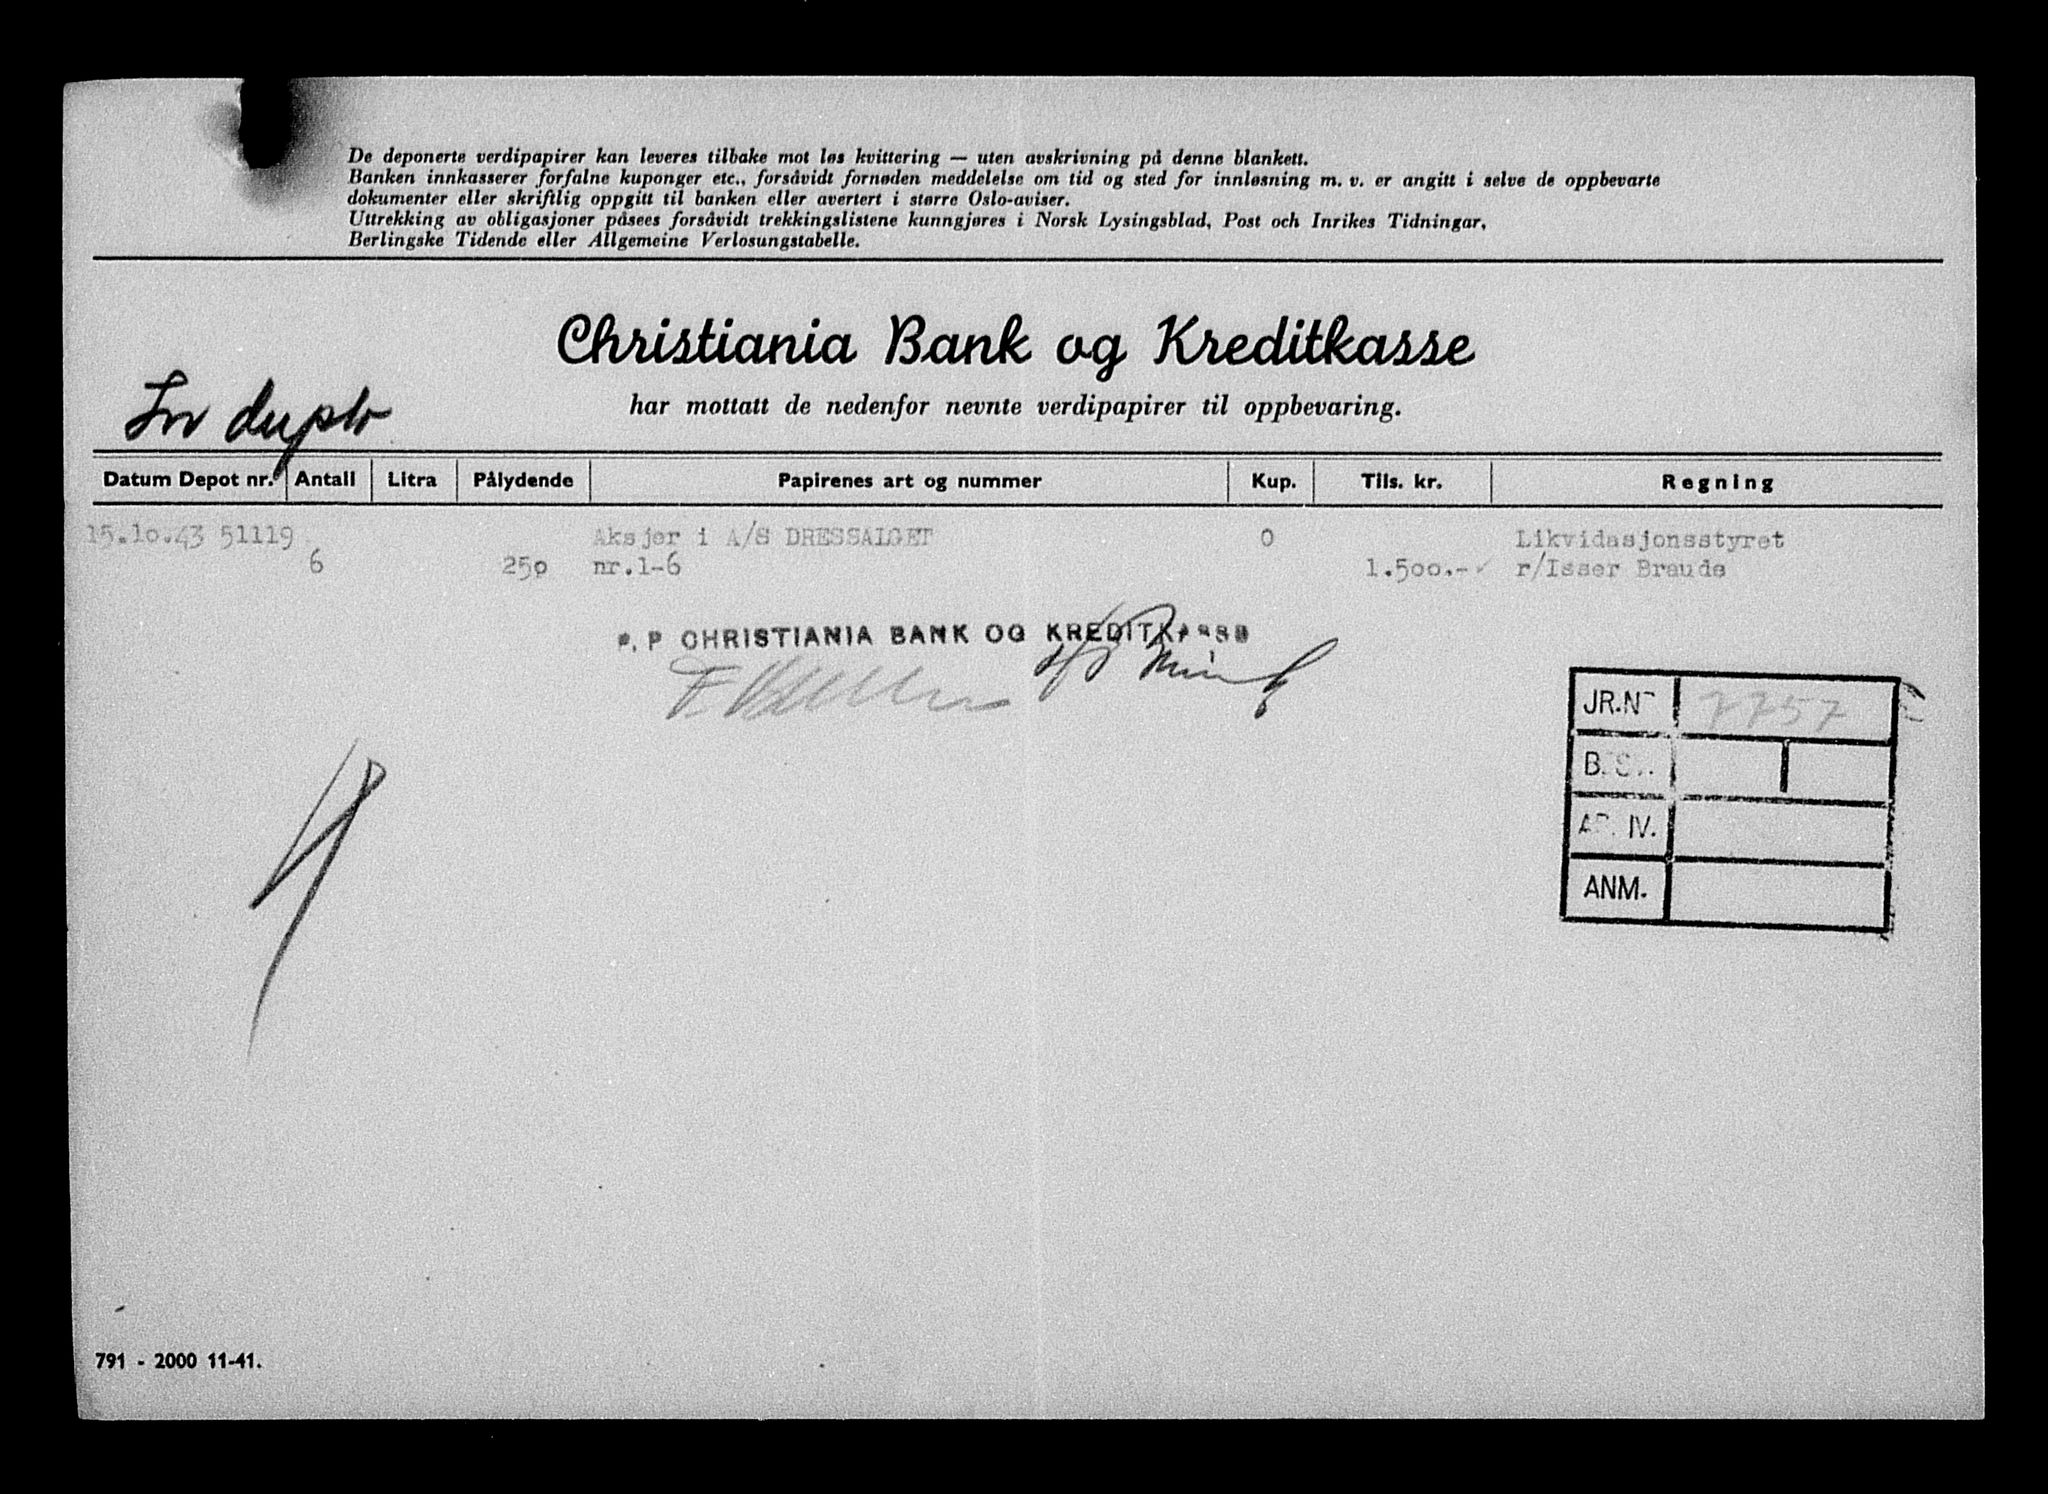 De deponerte verdipapirer kan leveres tilbake mot løs kvittering — uten avskrivning på denne blankett.
Banken innkasserer forfalne kuponger etc., forsåvidt fornøden meddelelse om tid og sted for innløsning m. v. er angitt i selve de oppbevarte
dokumenter eller skriftlig oppgitt til banken eller avertert i større Oslo-aviser.
Uttrekking av obligasjoner påsees forsåvidt trekkingslistene kunngjøres i Norsk Lysingsblad, Post och Inrikes Tidningar,
Berlingske Tidende eller Allgemeine Verlosungstabelle.
Christiania Bank og Kreditkasse
In duplo
har mottatt de nedenfor nevnte verdipapirer til oppbevaring.
Datum Depot nr. Antall Litra Pålydende Papirenes art og nummer Kup. Tils. kr. Regning
15.10.43 51119 Aksjer i A/S DRESSALGET 0 Likvidasjonsstyret
6 250 nr.1-6 1.500.- r/Isser Braude
P. P CHRISTIANIA BANK OG KREDITKASSE
JR.NR 7757
ANM.
791 - 2000 11-41.